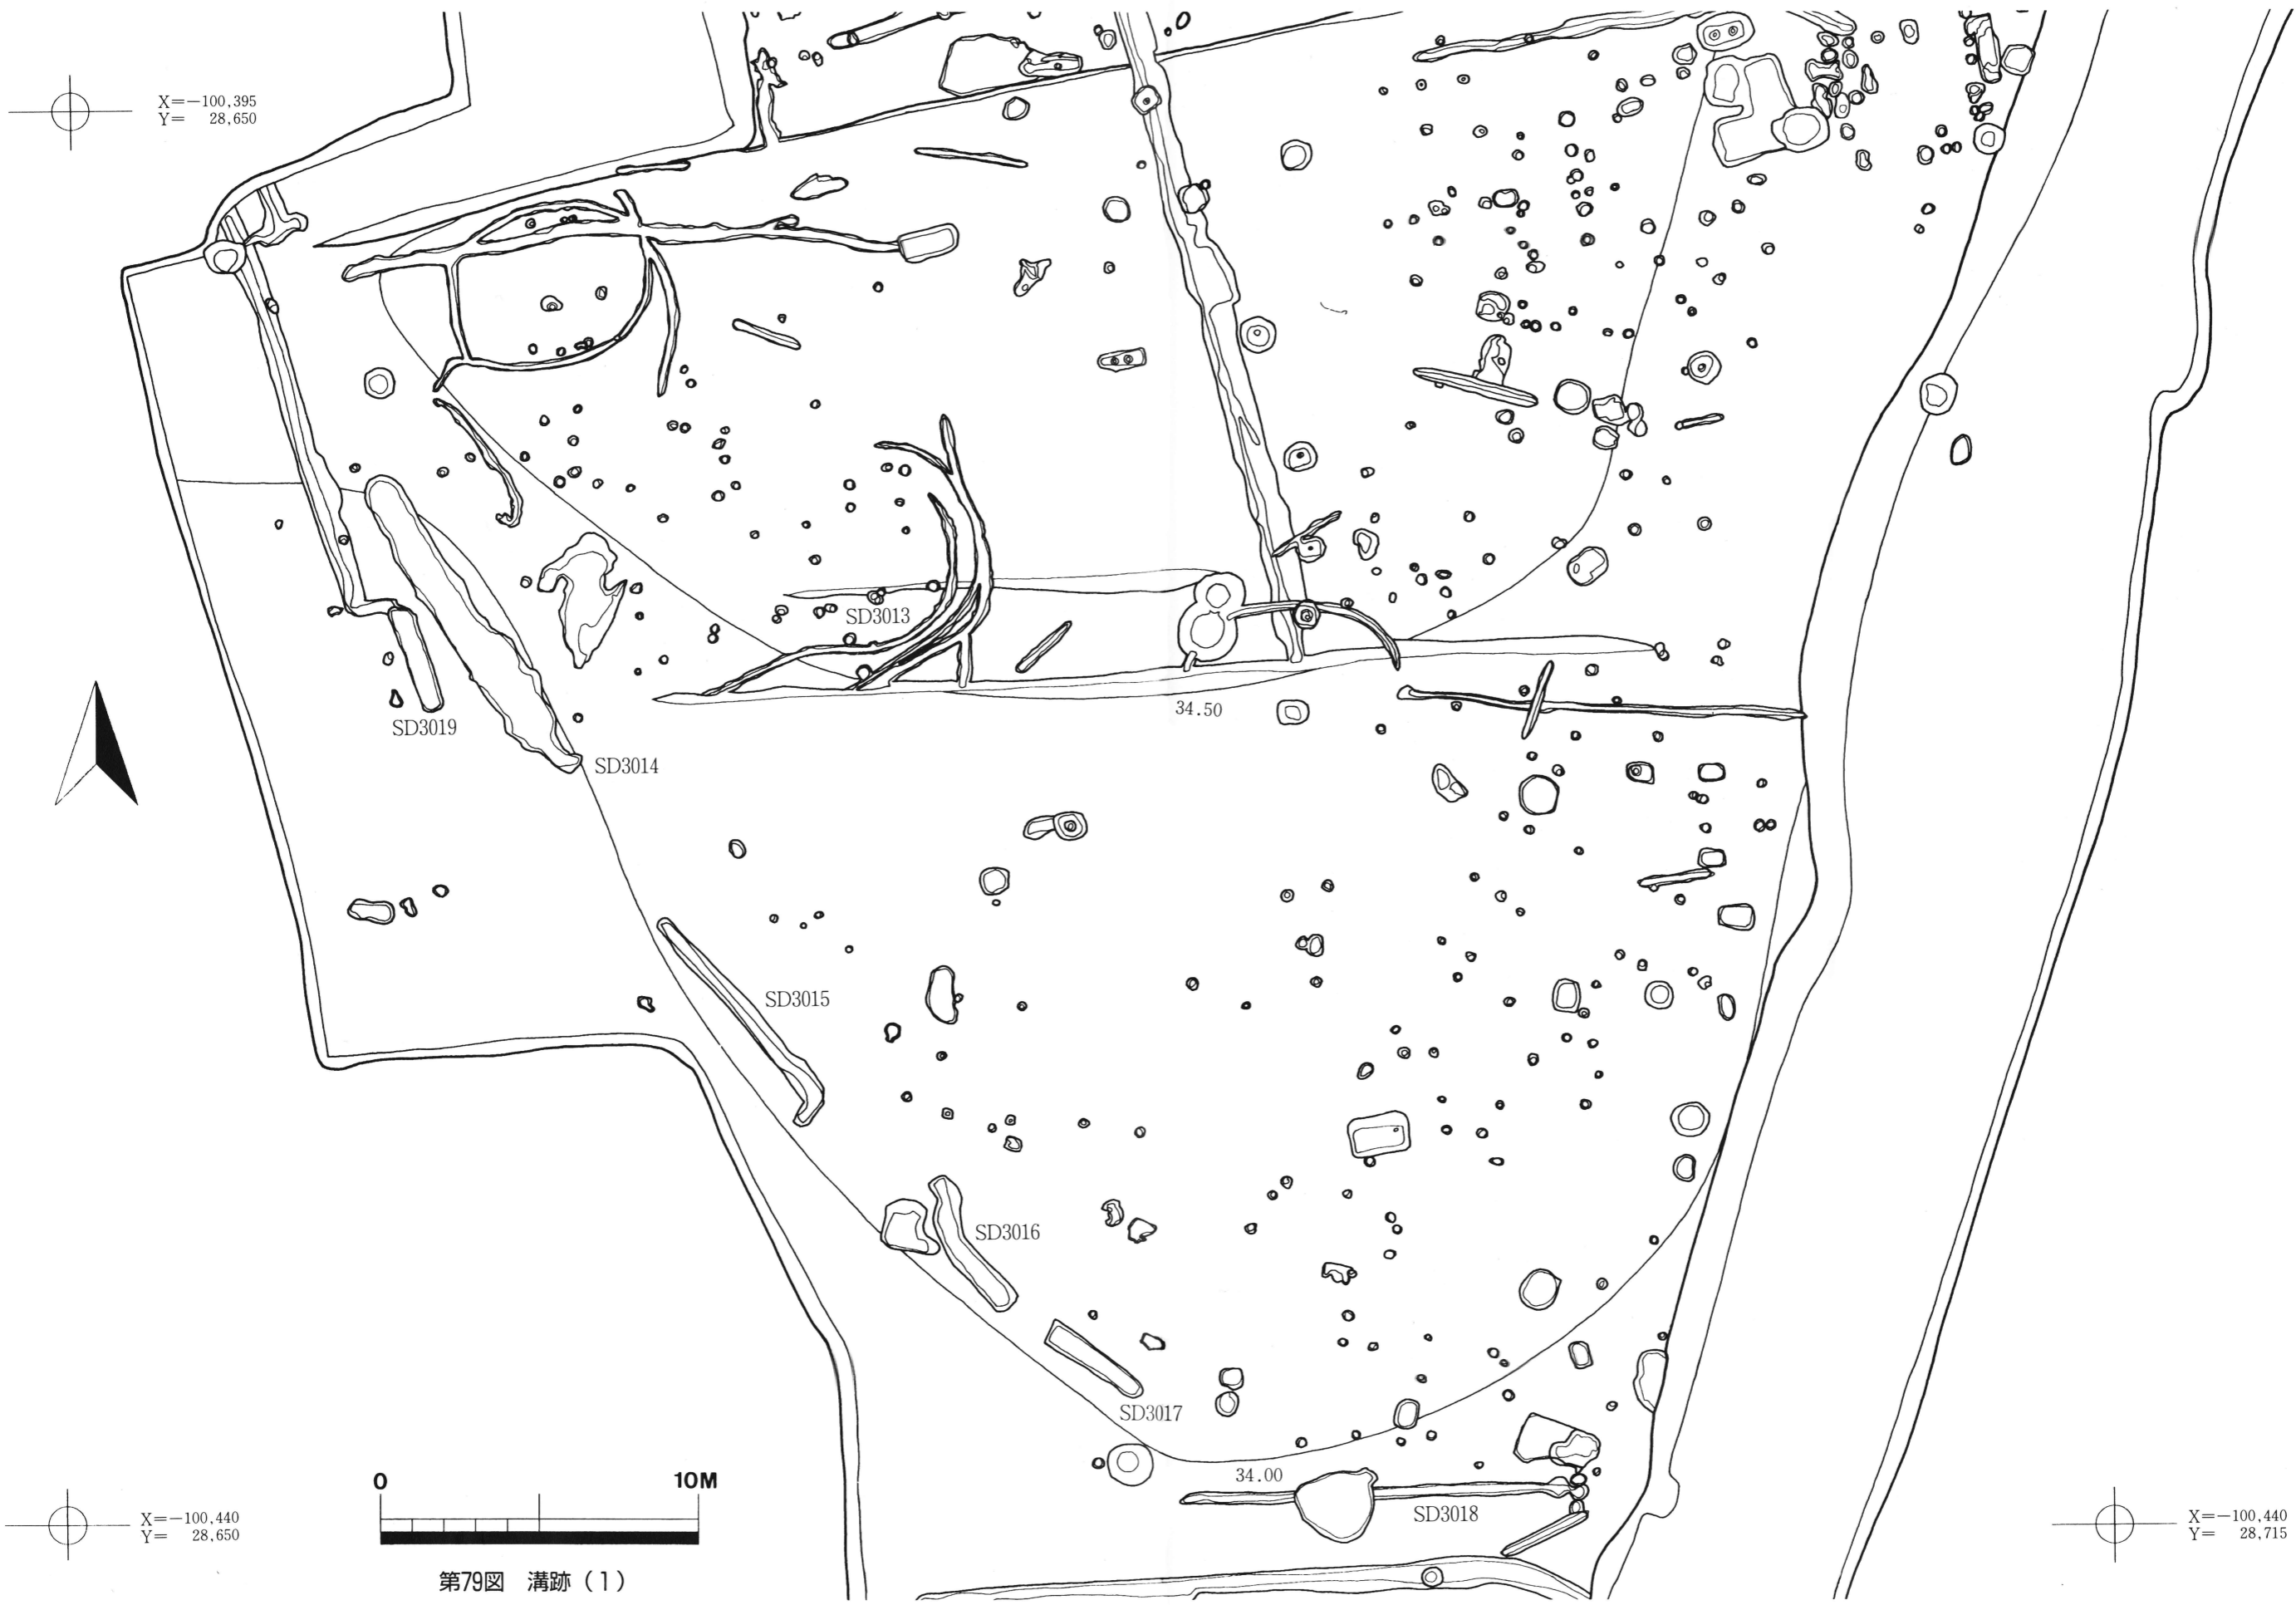 X=−100,395
Y= 28,650
SD3013
34.50
SD3019
SD3014
SD3015
SD3016
SD3017
34.00
SD3018
0 10M
X=−100,440
Y= 28,650
X=−100,440
Y= 28,715
第79図 溝跡（1）